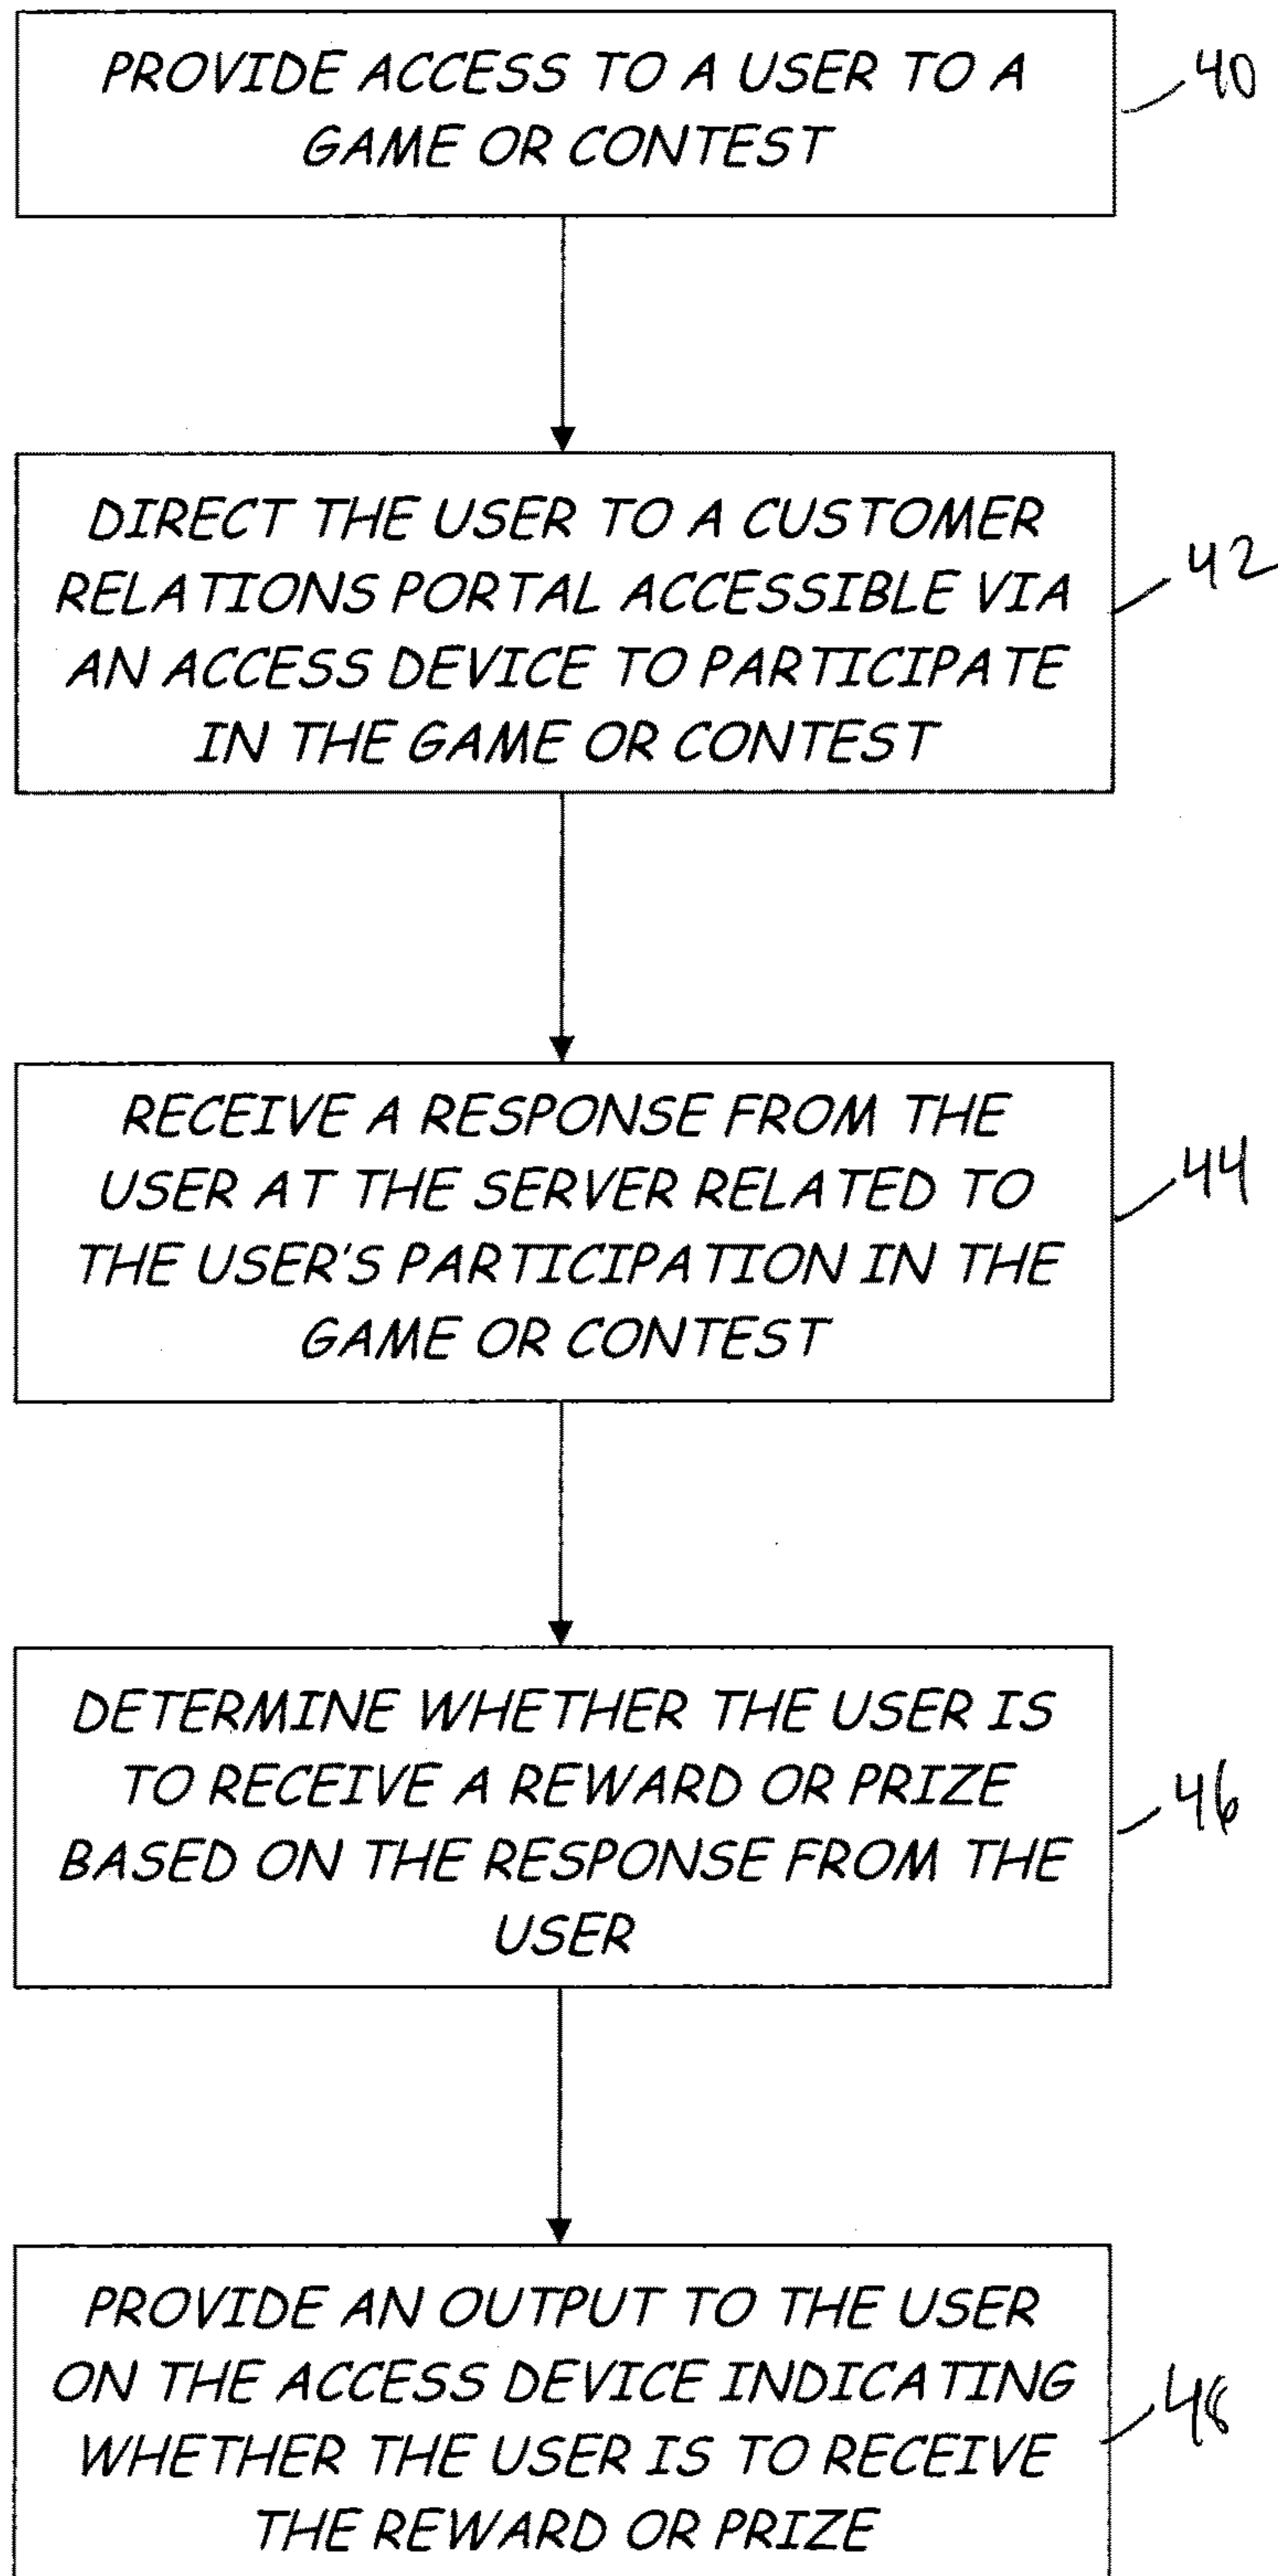 PROVIDE ACCESS TO A USER TO A
GAME OR CONTEST
40
DIRECT THE USER TO A CUSTOMER
RELATIONS PORTAL ACCESSIBLE VIA
AN ACCESS DEVICE TO PARTICIPATE
IN THE GAME OR CONTEST
42
RECEIVE A RESPONSE FROM THE
USER AT THE SERVER RELATED TO
THE USER'S PARTICIPATION IN THE
GAME OR CONTEST
44
DETERMINE WHETHER THE USER IS
TO RECEIVE A REWARD OR PRIZE
BASED ON THE RESPONSE FROM THE
USER
46
PROVIDE AN OUTPUT TO THE USER
ON THE ACCESS DEVICE INDICATING
WHETHER THE USER IS TO RECEIVE
THE REWARD OR PRIZE
48